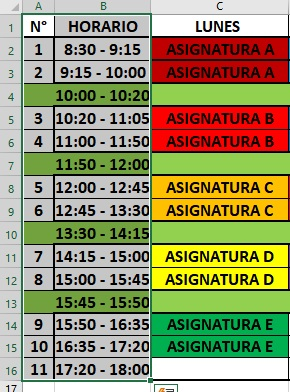 A B C
1 Nº HORARIO LUNES
2 1 8:30 - 9:15 ASIGNATURA A
3 2 9:15 - 10:00 ASIGNATURA A
4 10:00 - 10:20
5 3 10:20 - 11:05 ASIGNATURA B
6 4 11:00 - 11:50 ASIGNATURA B
7 11:50 - 12:00
8 5 12:00 - 12:45 ASIGNATURA C
9 6 12:45 - 13:30 ASIGNATURA C
10 13:30 - 14:15
11 7 14:15 - 15:00 ASIGNATURA D
12 8 15:00 - 15:45 ASIGNATURA D
13 15:45 - 15:50
14 9 15:50 - 16:35 ASIGNATURA E
15 10 16:35 - 17:20 ASIGNATURA E
16 11 17:20 - 18:00
17